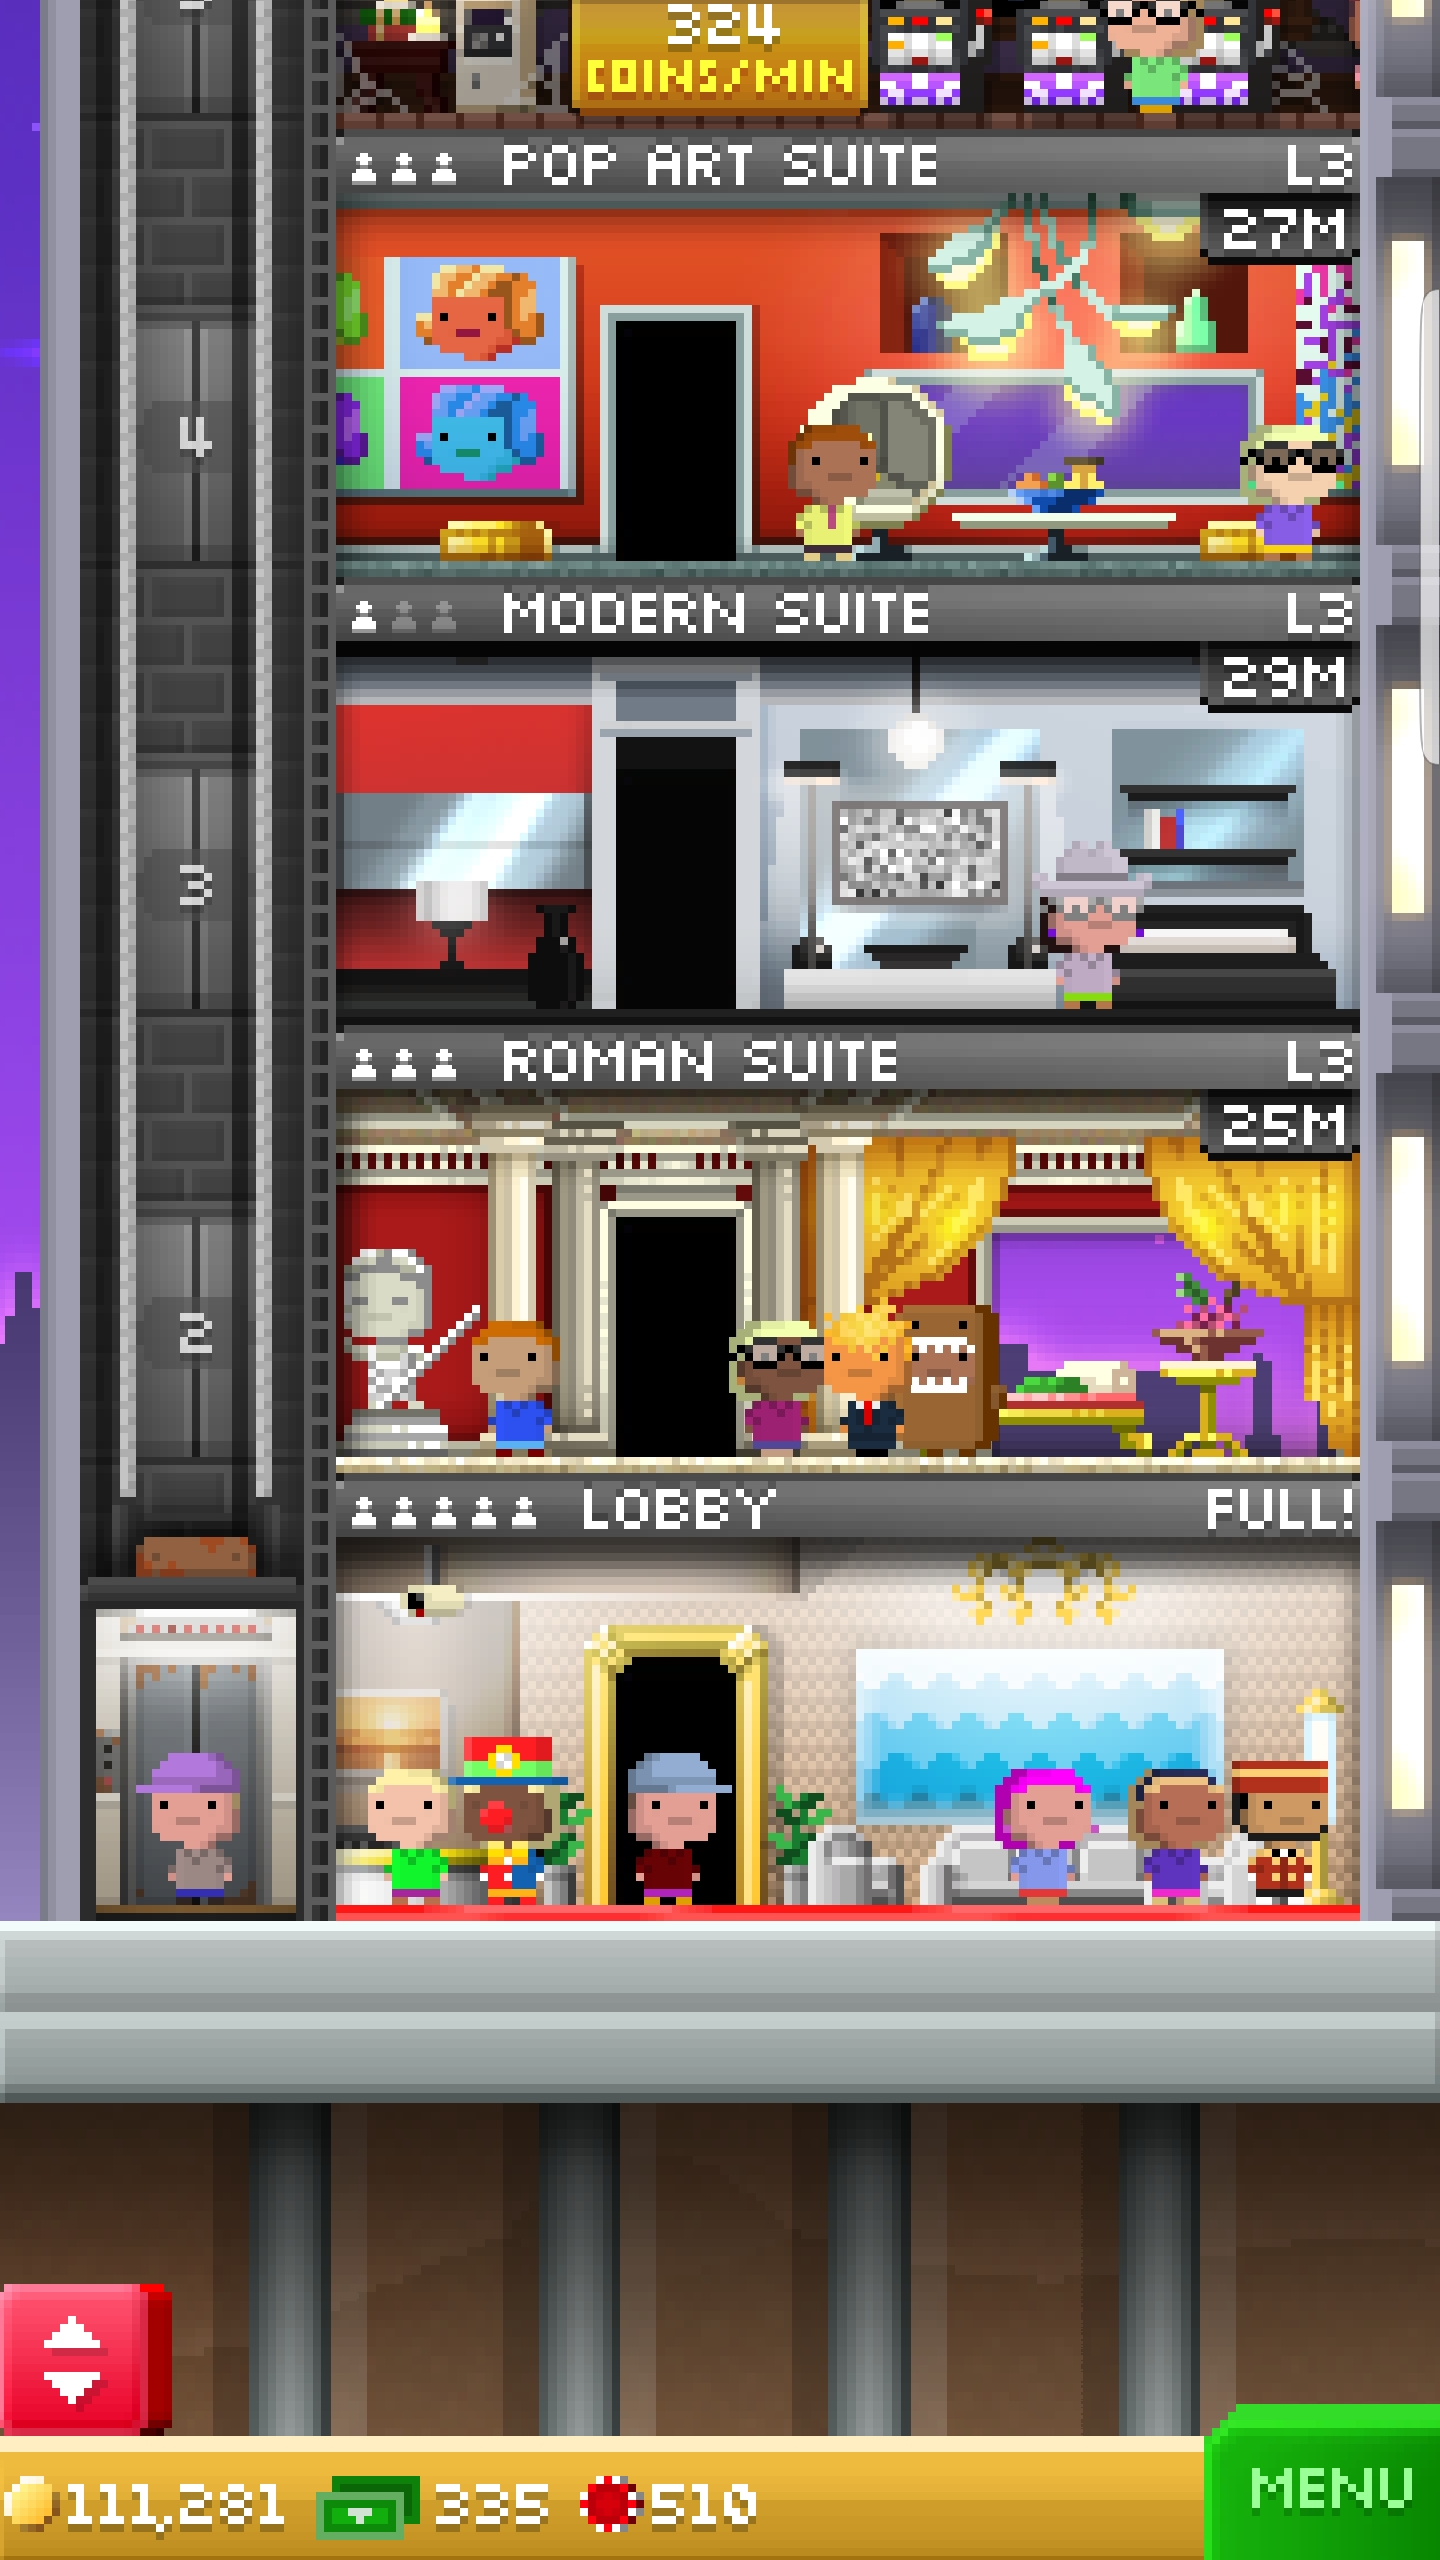 324
COINS/MIN
POP ART SUITE L3
27M
4
MODERN SUITE L3
29M
3
ROMAN SUITE L3
25M
2
LOBBY FULL!
111,281 335 510
MENU